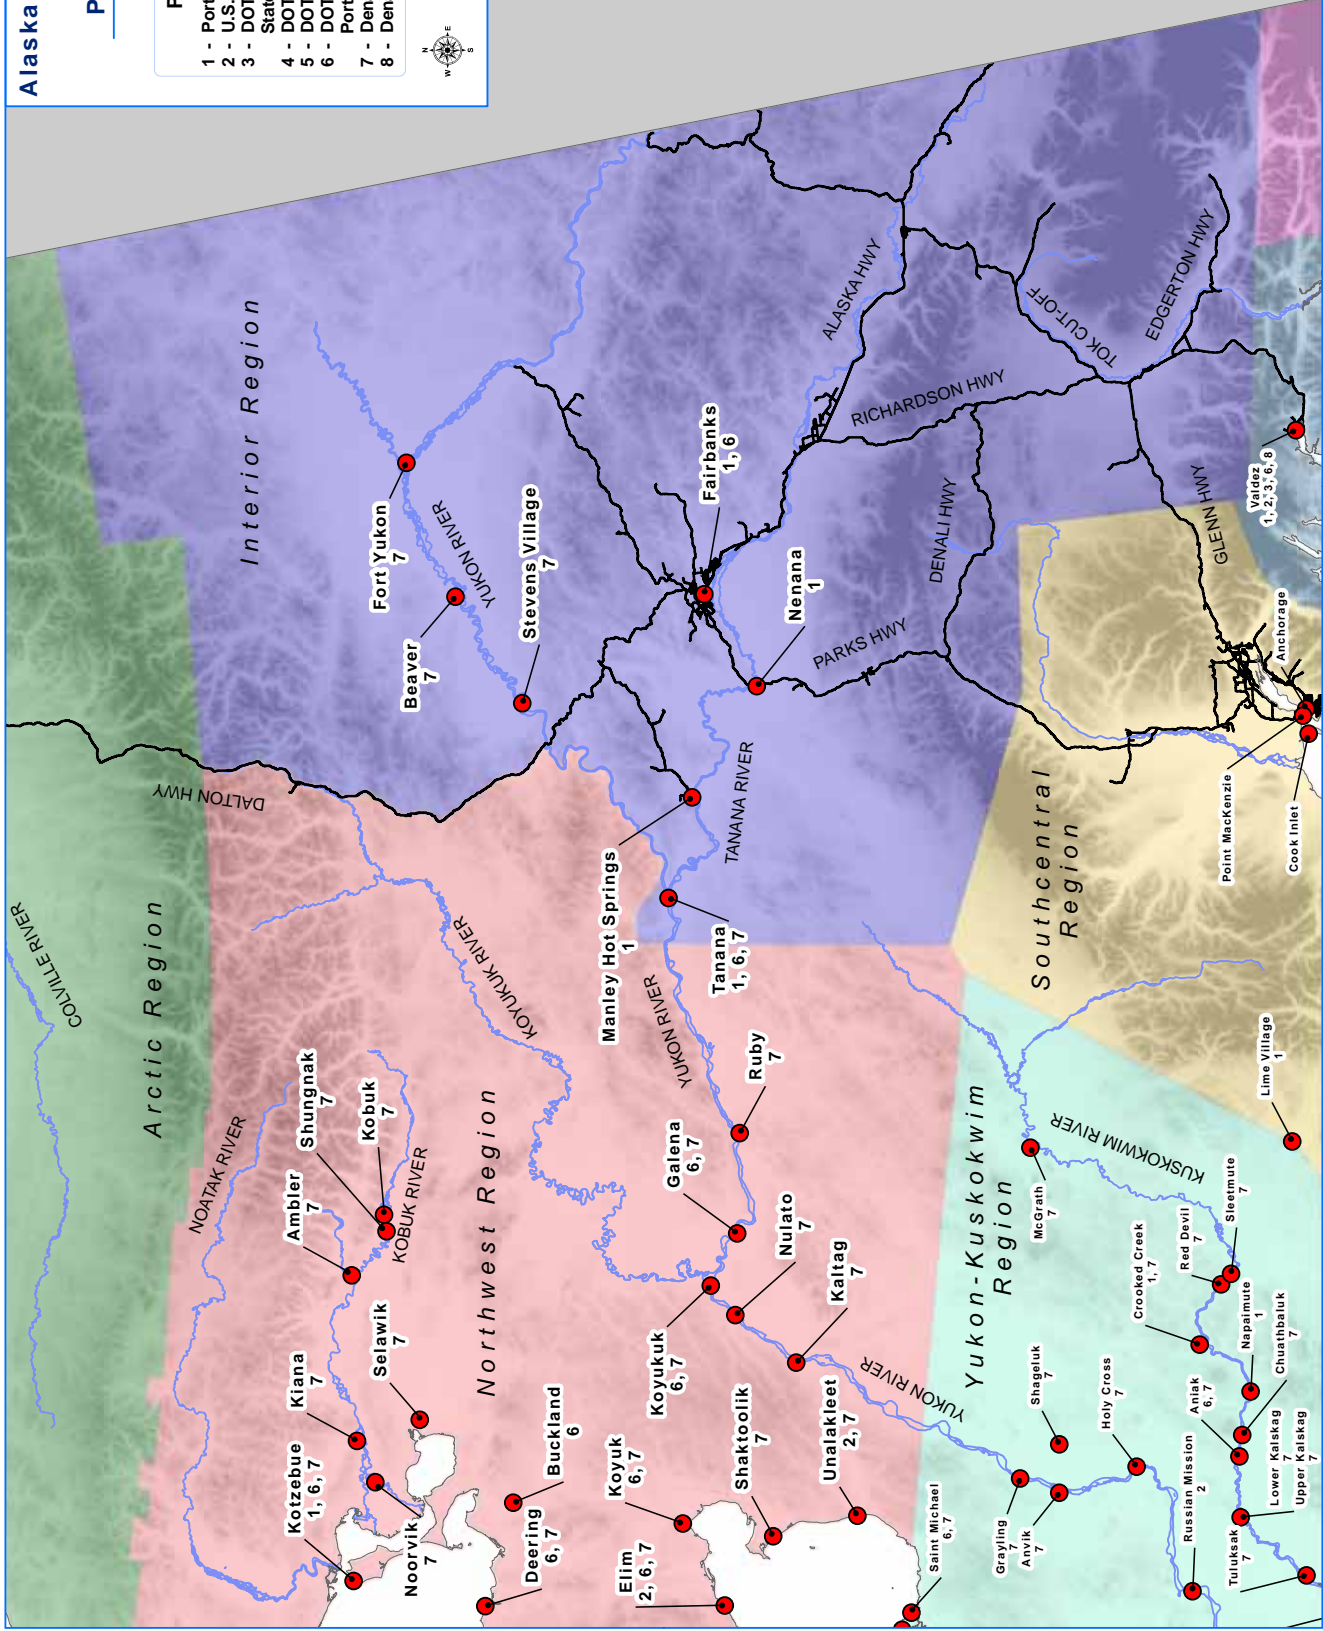 Alaska
P
F
1 - Port
2 - U.S.
3 - DOT
State
4 - DOT
5 - DOT
6 - DOT
Port
7 - Den
8 - Den
N
W
E
S
Arctic Region
COLVILLE RIVER
DALTON HWY
Interior Region
Fort Yukon
7
YUKON RIVER
Beaver
7
Stevens Village
7
Fairbanks
1, 6
Nenana
1
ALASKA HWY
TOK CUT-OFF
EDGERTON HWY
RICHARDSON HWY
DENALI HWY
PARKS HWY
GLENN HWY
Valdez
1, 2, 3, 6, 8
TANANA RIVER
Manley Hot Springs
1
Tanana
1, 6, 7
Southcentral
Region
Anchorage
Point MacKenzie
Cook Inlet
Lime Village
1
Northwest Region
NOATAK RIVER
KOYUKUK RIVER
KOBUK RIVER
YUKON RIVER
Shungnak
7
Kobuk
7
Ambler
7
Selawik
7
Kiana
7
Kotzebue
1, 6, 7
Noorvik
7
Buckland
6
Deering
6, 7
Koyuk
6, 7
Elim
2, 6, 7
Shaktoolik
7
Unalakleet
2, 7
Koyukuk
6, 7
Galena
6, 7
Ruby
7
Nulato
7
Kaltag
7
YUKON RIVER
Yukon-Kuskokwim
Region
KUSKOKWIM RIVER
McGrath
7
Saint Michael
6, 7
Shageluk
7
Grayling
7
Anvik
7
Holy Cross
7
Russian Mission
2
Crooked Creek
1, 7
Red Devil
7
Sleetmute
7
Napaimute
1
Chuathbaluk
7
Aniak
6, 7
Lower Kalskag
7
Upper Kalskag
7
Tuluksak
7